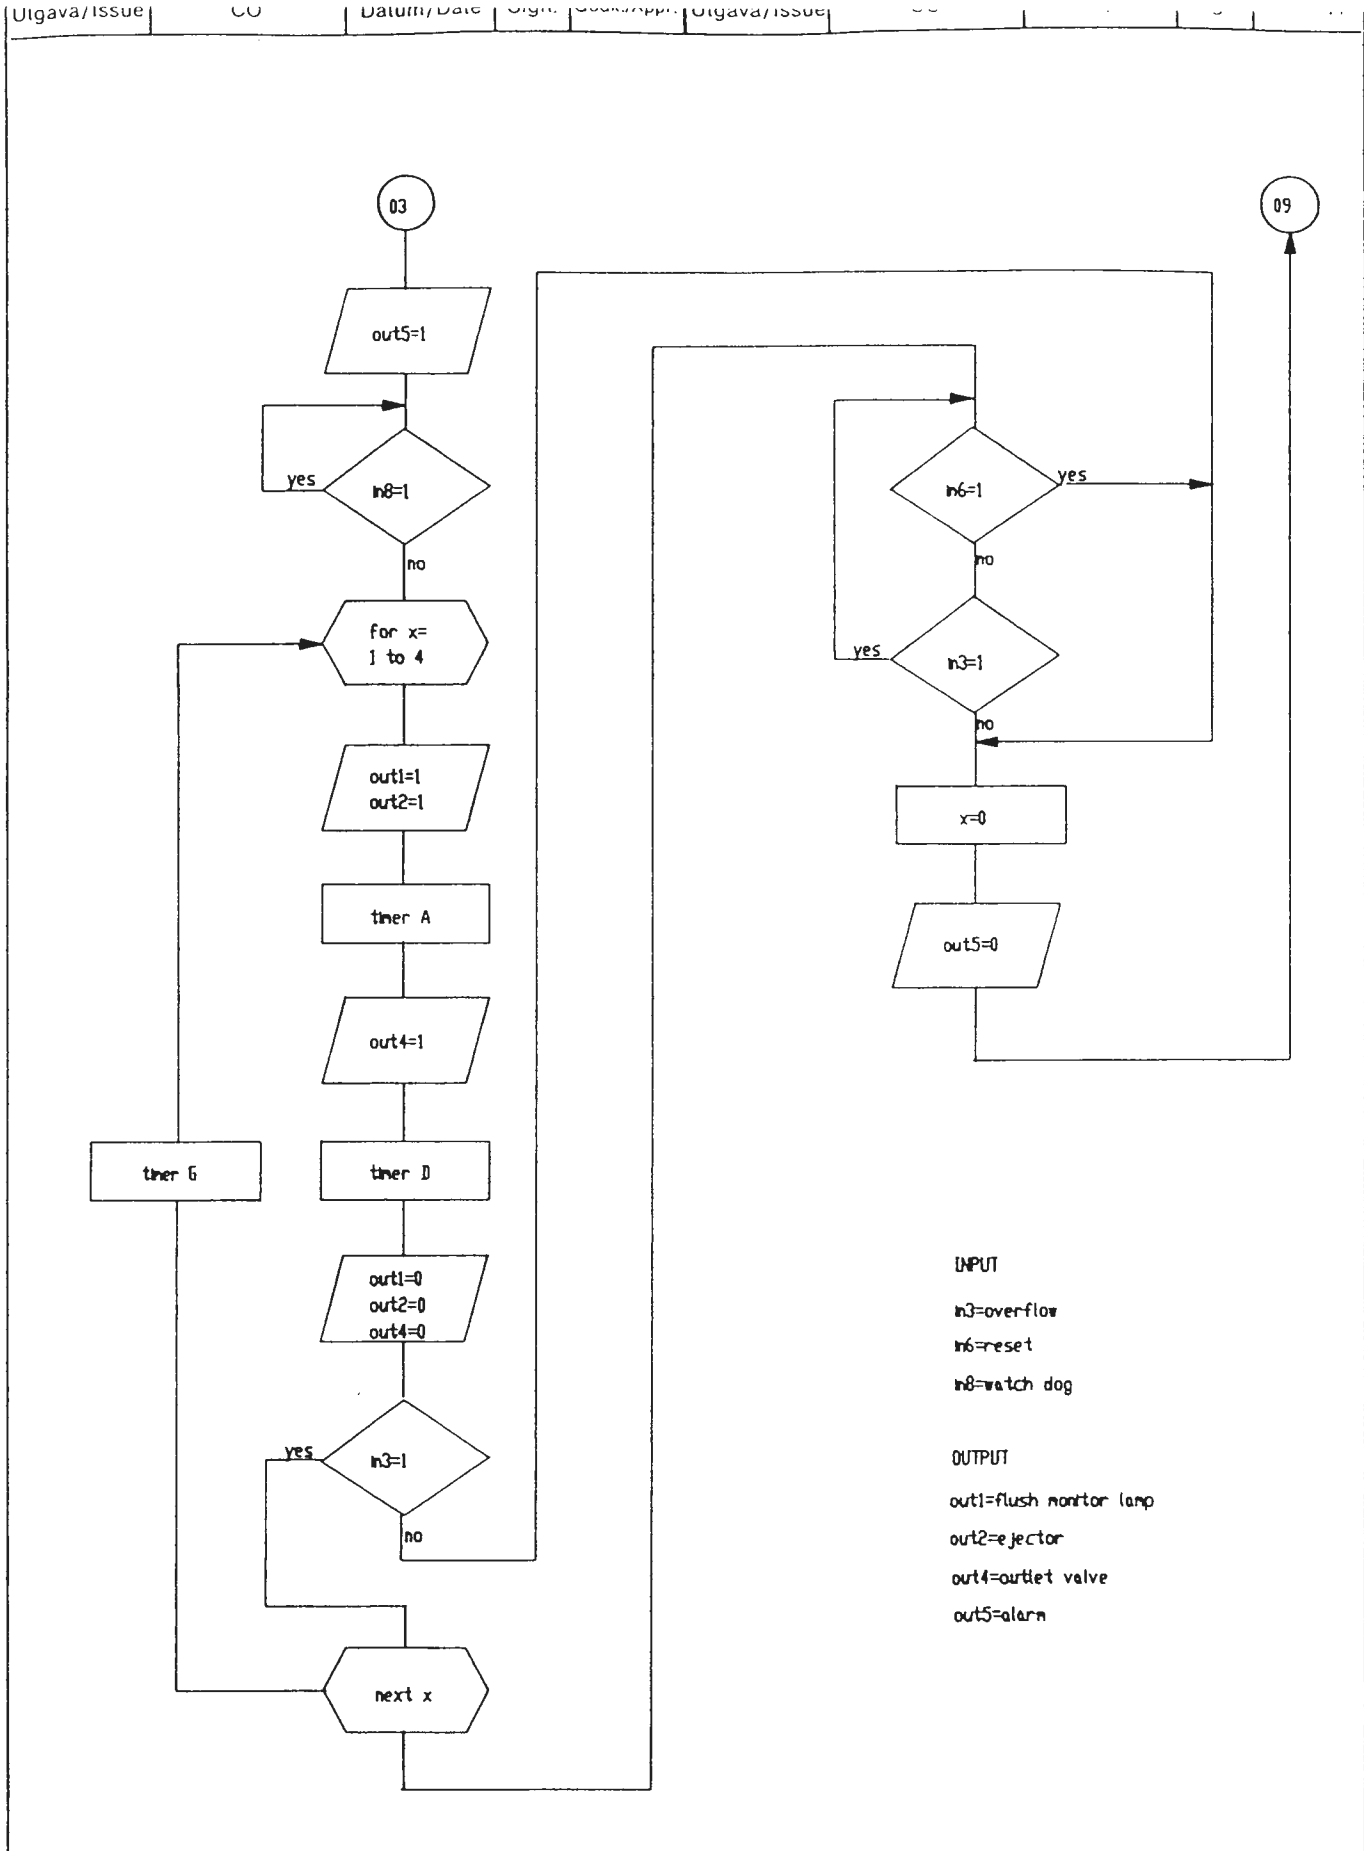 Utgava/Issue
CO
Datum/Date
Sign.
Godk./Appr.
Utgava/Issue
03
09
out5=1
yes
in8=1
no
for x=
1 to 4
out1=1
out2=1
timer A
out4=1
timer G
timer D
out1=0
out2=0
out4=0
yes
in3=1
no
next x
in6=1
yes
no
yes
in3=1
no
x=0
out5=0
INPUT
in3=overflow
in6=reset
in8=watch dog
OUTPUT
out1=flush monitor lamp
out2=ejector
out4=outlet valve
out5=alarm